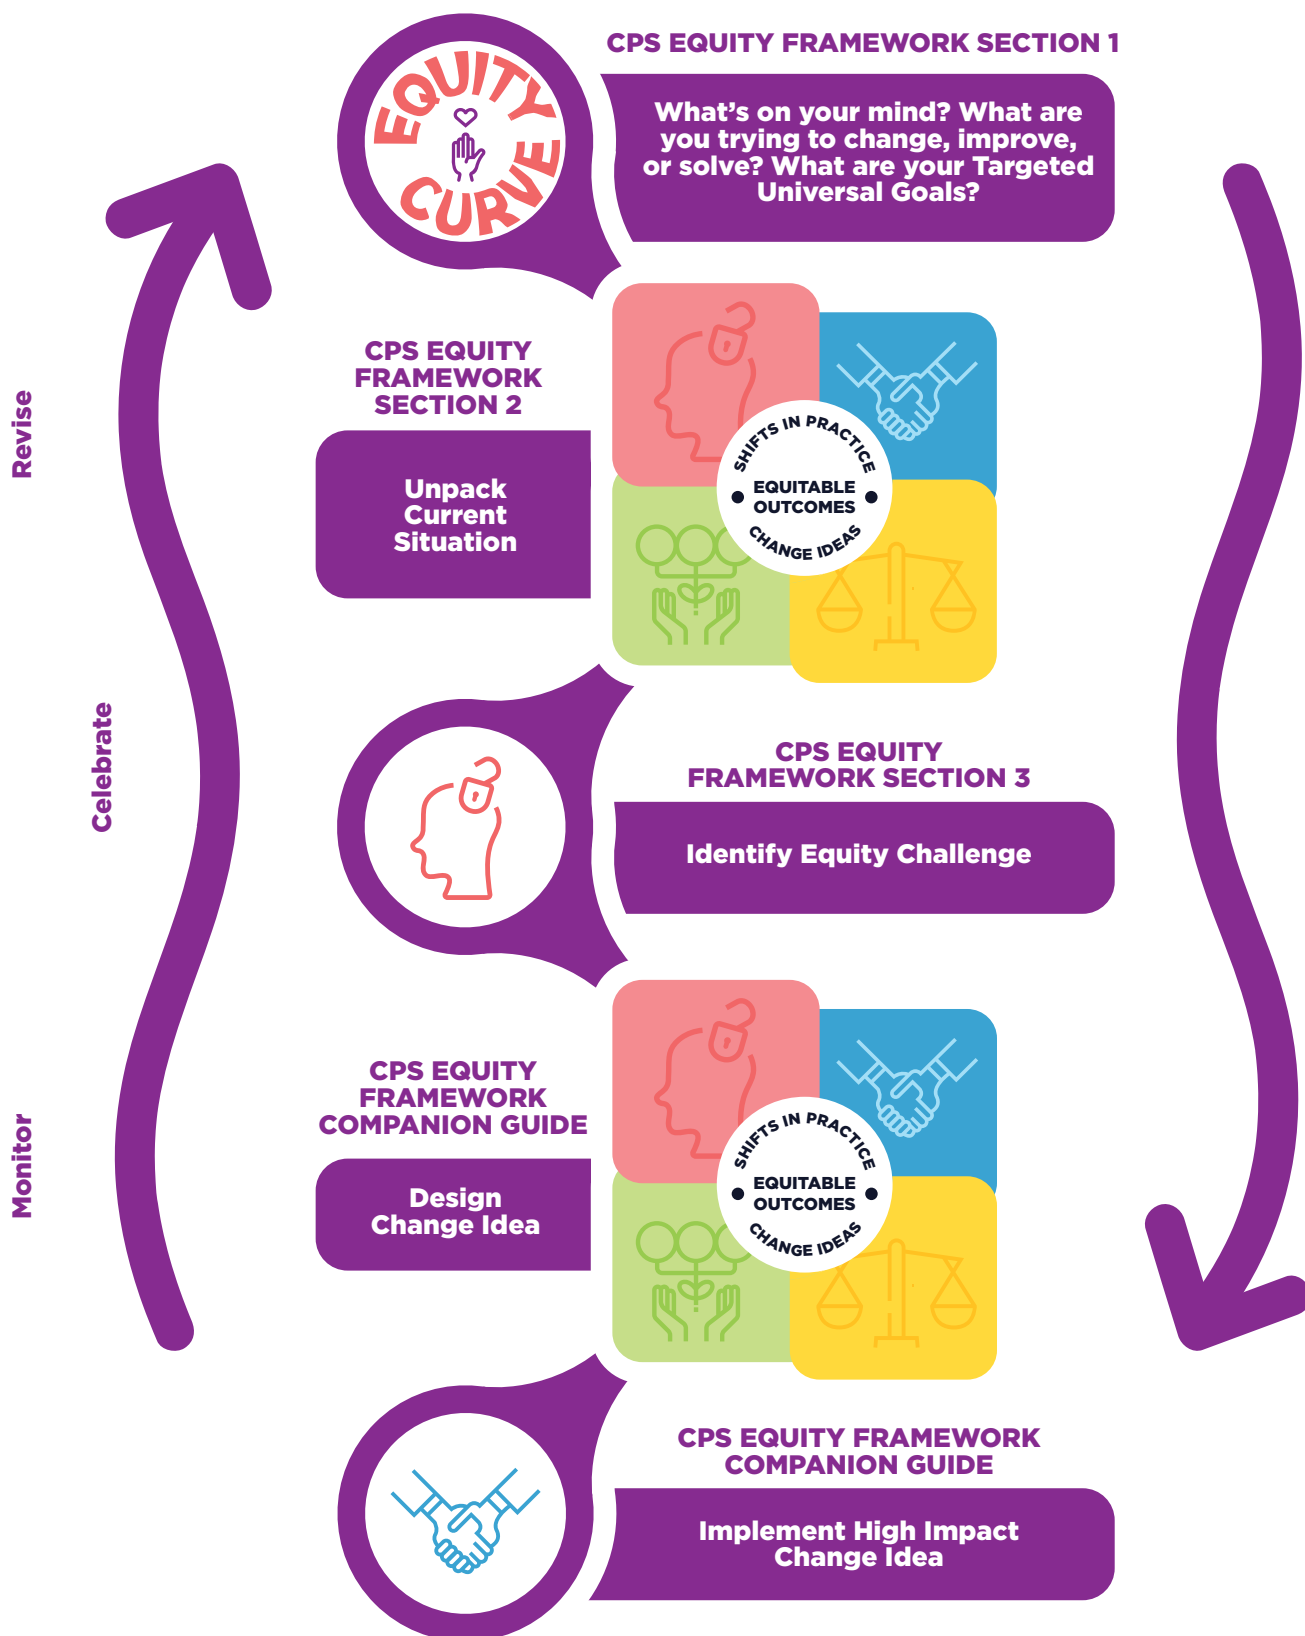 EQUITY
CURVE
CPS EQUITY FRAMEWORK SECTION 1
What’s on your mind? What are
you trying to change, improve,
or solve? What are your Targeted
Universal Goals?
CPS EQUITY
FRAMEWORK
SECTION 2
Unpack
Current
Situation
SHIFTS IN PRACTICE
EQUITABLE
OUTCOMES
CHANGE IDEAS
Revise
Celebrate
CPS EQUITY
FRAMEWORK SECTION 3
Identify Equity Challenge
CPS EQUITY
FRAMEWORK
COMPANION GUIDE
Design
Change Idea
SHIFTS IN PRACTICE
EQUITABLE
OUTCOMES
CHANGE IDEAS
Monitor
CPS EQUITY FRAMEWORK
COMPANION GUIDE
Implement High Impact
Change Idea